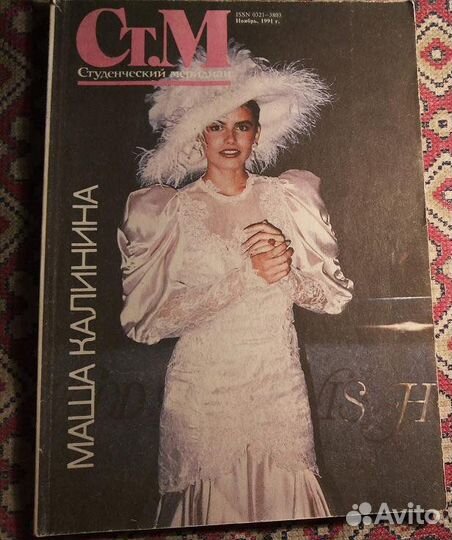 Ст.М
ISSN 0321—3803
Ноябрь, 1991 г.
Студенческий меридиан
МАША КАЛИНИНА
Avito